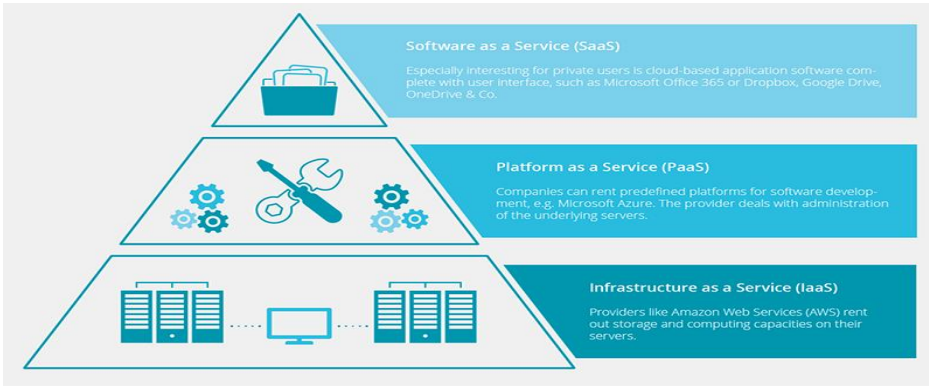 Software as a Service (SaaS)
Especially interesting for private users is cloud-based application software com-
plete with user interface, such as Microsoft Office 365 or Dropbox, Google Drive,
OneDrive & Co.
Platform as a Service (PaaS)
Companies can rent predefined platforms for software develop-
ment, e.g. Microsoft Azure. The provider deals with administration
of the underlying servers.
Infrastructure as a Service (IaaS)
Providers like Amazon Web Services (AWS) rent
out storage and computing capacities on their
servers.